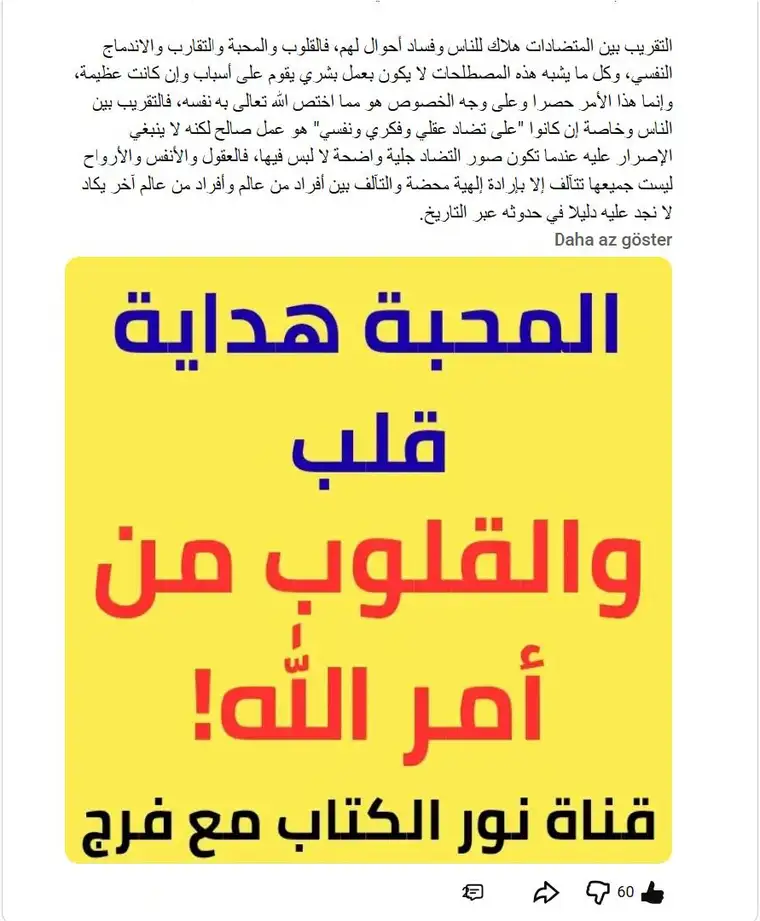 التقريب بين المتضادات هلاك للناس وفساد أحوال لهم، فالقلوب والمحبة والتقارب والاندماج
النفسي، وكل ما يشبه هذه المصطلحات لا يكون بعمل بشري يقوم على أسباب وإن كانت عظيمة،
وإنما هذا الأمر حصرا وعلى وجه الخصوص هو مما اختص الله تعالى به نفسه، فالتقريب بين
الناس وخاصة إن كانوا "على تضاد عقلي وفكري ونفسي" هو عمل صالح لكنه لا ينبغي
الإصرار عليه عندما تكون صور التضاد جلية واضحة لا لبس فيها، فالعقول والأنفس والأرواح
ليست جميعها تتآلف إلا بإرادة إلهية محضة والتآلف بين أفراد من عالم وأفراد من عالم آخر يكاد
لا نجد عليه دليلا في حدوثه عبر التاريخ.
Daha az göster
المحبة هداية
قلب
والقلوب من
أمر الله!
قناة نور الكتاب مع فرج
60